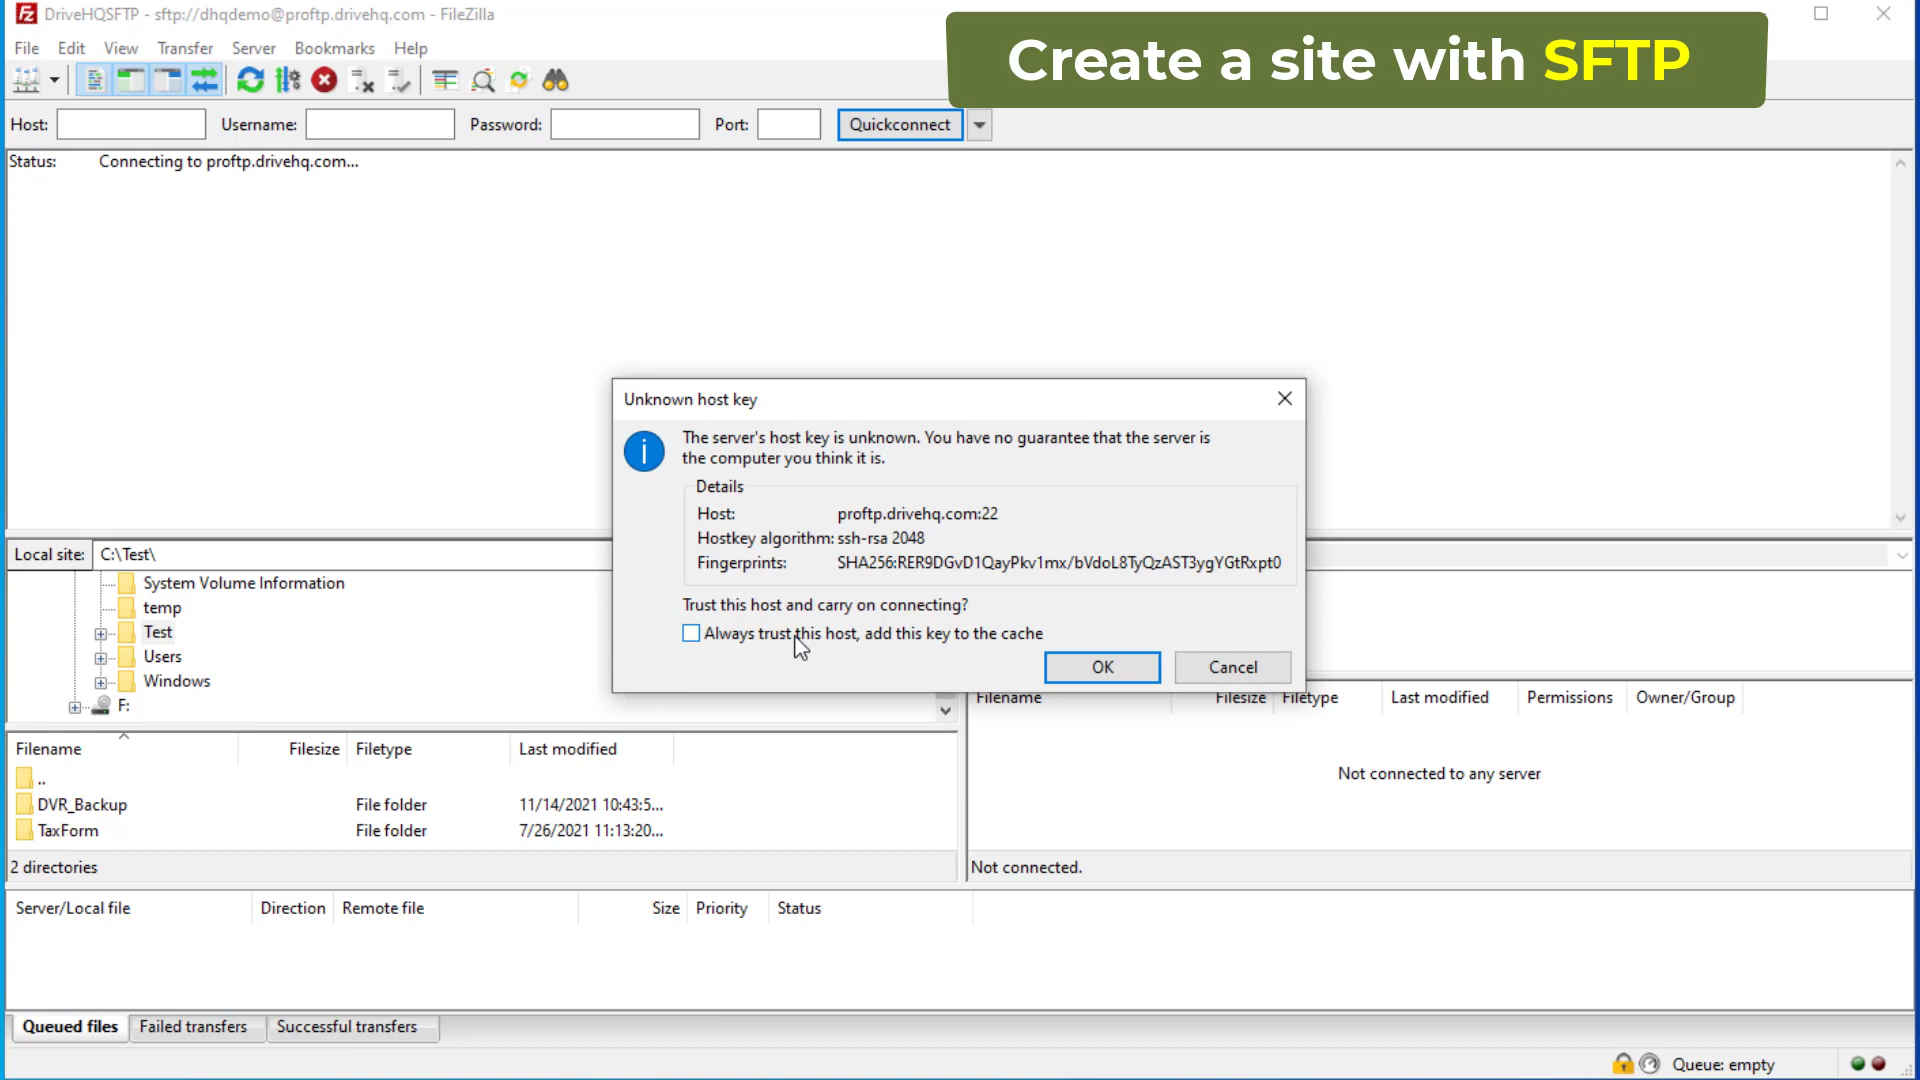 DriveHQSFTP - sftp://dhqdemo@proftp.drivehq.com - FileZilla
Create a site with SFTP
File Edit View Transfer Server Bookmarks Help
Host: Username: Password: Port: Quickconnect
Status: Connecting to proftp.drivehq.com...
Unknown host key
The server's host key is unknown. You have no guarantee that the server is
the computer you think it is.
Details
Host: proftp.drivehq.com:22
Hostkey algorithm: ssh-rsa 2048
Fingerprints: SHA256:RER9DGvD1QayPkv1mx/bVdoL8TyQzAST3ygYGtRxpt0
Trust this host and carry on connecting?
Always trust this host, add this key to the cache
OK Cancel
Local site: C:\Test\
System Volume Information
temp
Test
Users
Windows
F:
Filename Filesize Filetype Last modified
..
DVR_Backup File folder 11/14/2021 10:43:5...
TaxForm File folder 7/26/2021 11:13:20...
2 directories
Filename Filesize Filetype Last modified Permissions Owner/Group
Not connected to any server
Not connected.
Server/Local file Direction Remote file Size Priority Status
Queued files Failed transfers Successful transfers
Queue: empty